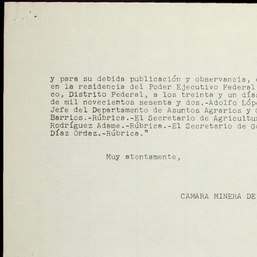 y para su debida publicación y observancia,
en la residencia del Poder Ejecutivo Federal
co, Distrito Federal, a los treinta y un días
de mil novecientos sesenta y dos.-Adolfo Lópe
Jefe del Departamento de Asuntos Agrarios y C
Barrios.-Rúbrica.-El Secretario de Agricultur
Rodríguez Adame.-Rúbrica.-El Secretario de Go
Díaz Ordaz.-Rúbrica."
Muy atentamente,
CAMARA MINERA DE